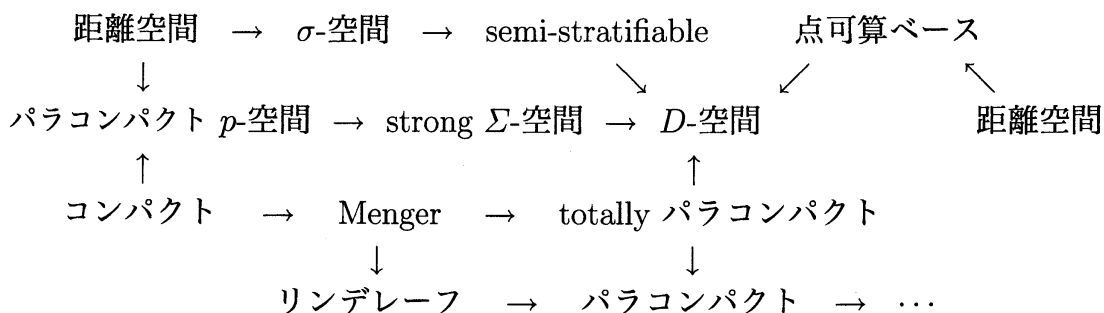 距離空間 → σ-空間 → semi-stratifiable 点可算ベース
↓ ↘ ↙ ↖
パラコンパクト p-空間 → strong Σ-空間 → D-空間 距離空間
↑ ↑
コンパクト → Menger → totally パラコンパクト
↓ ↓
リンデレーフ → パラコンパクト → ⋯